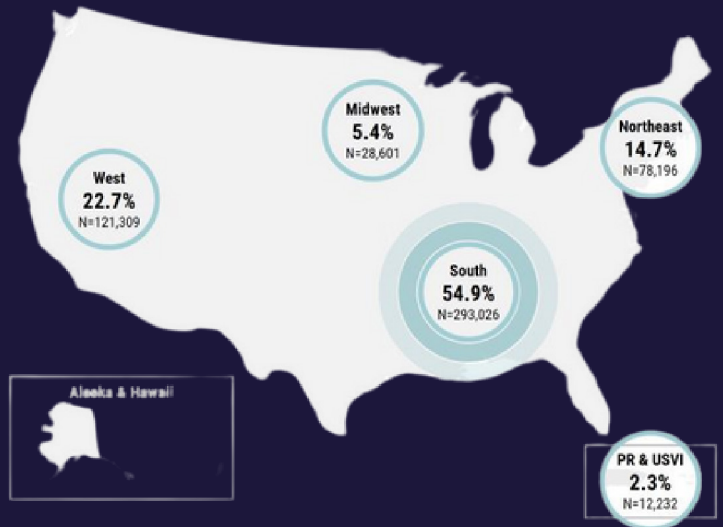 Midwest
5.4%
N=28,601
Northeast
14.7%
N=78,196
West
22.7%
N=121,309
South
54.9%
N=293,026
Alaska & Hawaii
PR & USVI
2.3%
N=12,232